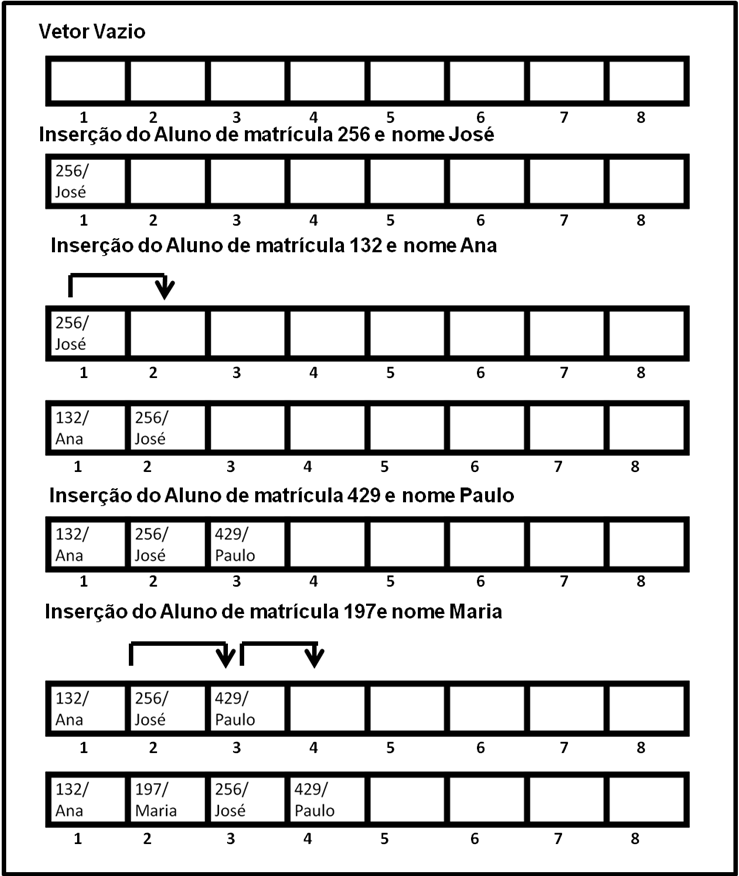 Vetor Vazio
1 2 3 4 5 6 7 8
Inserção do Aluno de matrícula 256 e nome José
256/
José
1 2 3 4 5 6 7 8
Inserção do Aluno de matrícula 132 e nome Ana
256/
José
1 2 3 4 5 6 7 8
132/ 256/
Ana José
1 2 3 4 5 6 7 8
Inserção do Aluno de matrícula 429 e nome Paulo
132/ 256/ 429/
Ana José Paulo
1 2 3 4 5 6 7 8
Inserção do Aluno de matrícula 197e nome Maria
132/ 256/ 429/
Ana José Paulo
1 2 3 4 5 6 7 8
132/ 197/ 256/ 429/
Ana Maria José Paulo
1 2 3 4 5 6 7 8